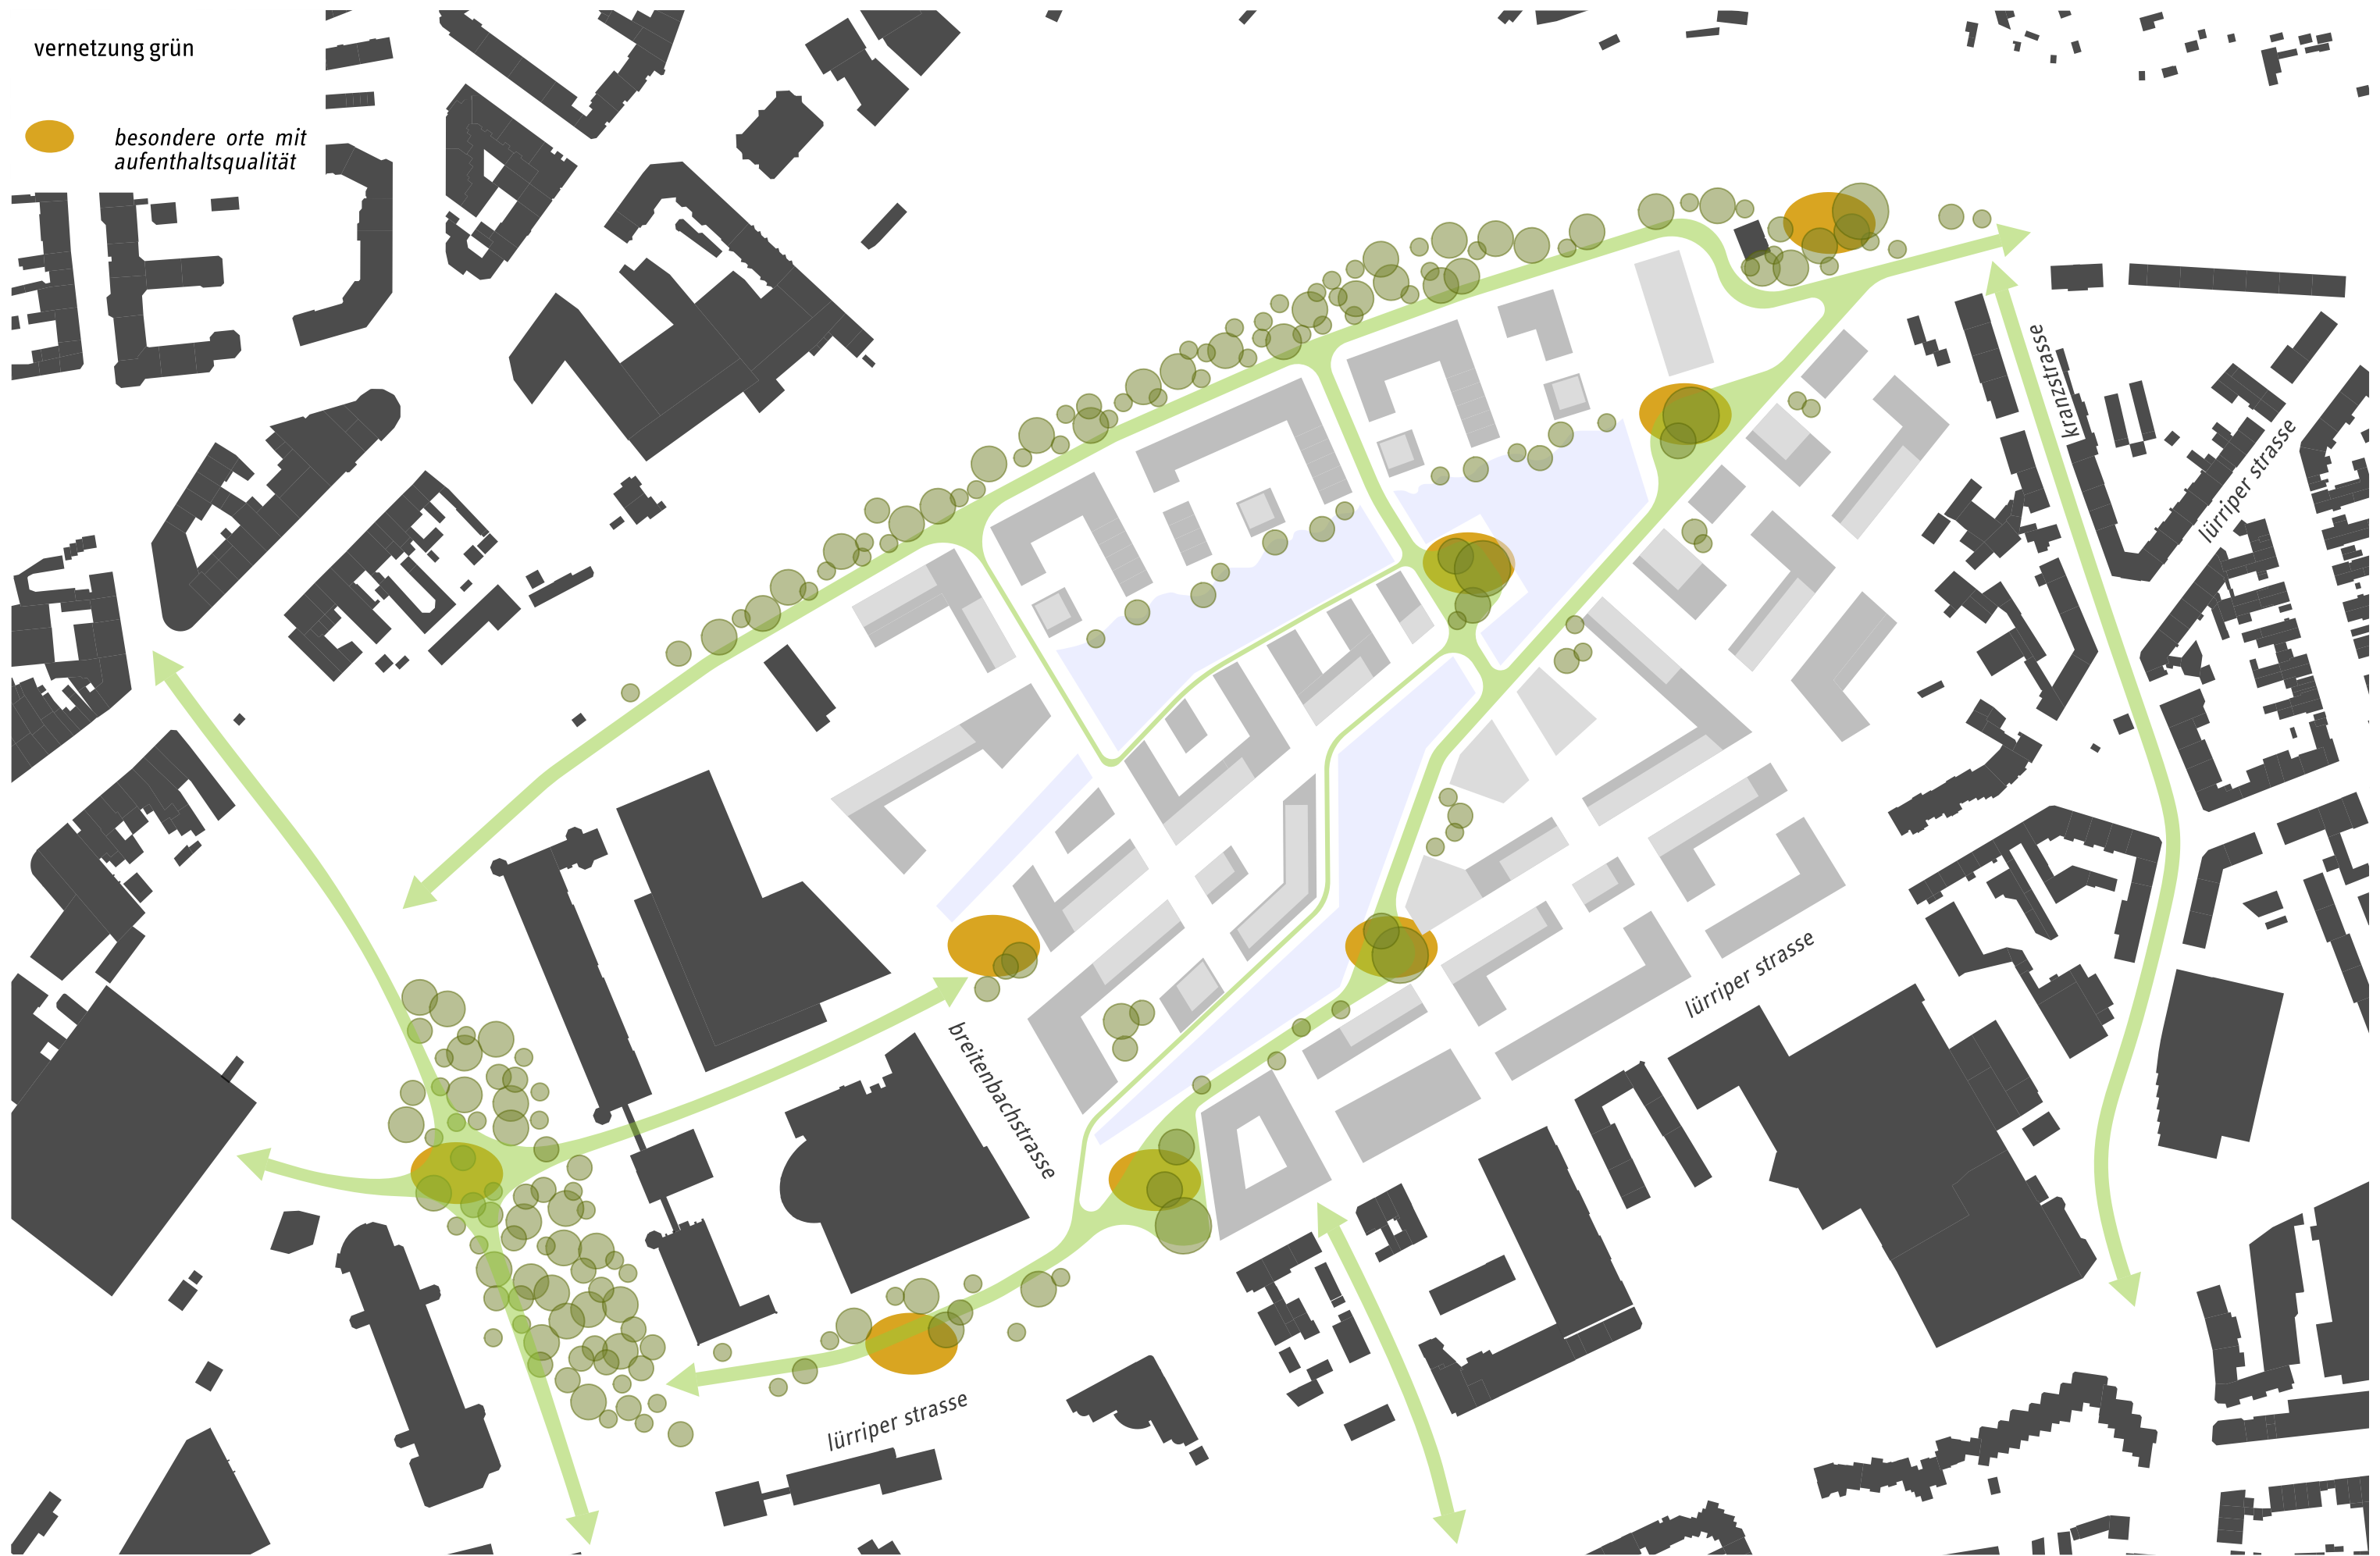 vernetzung grün
besondere orte mit
aufenthaltsqualität
kranzstrasse
lürriper strasse
lürriper strasse
breitenbachstrasse
lürriper strasse